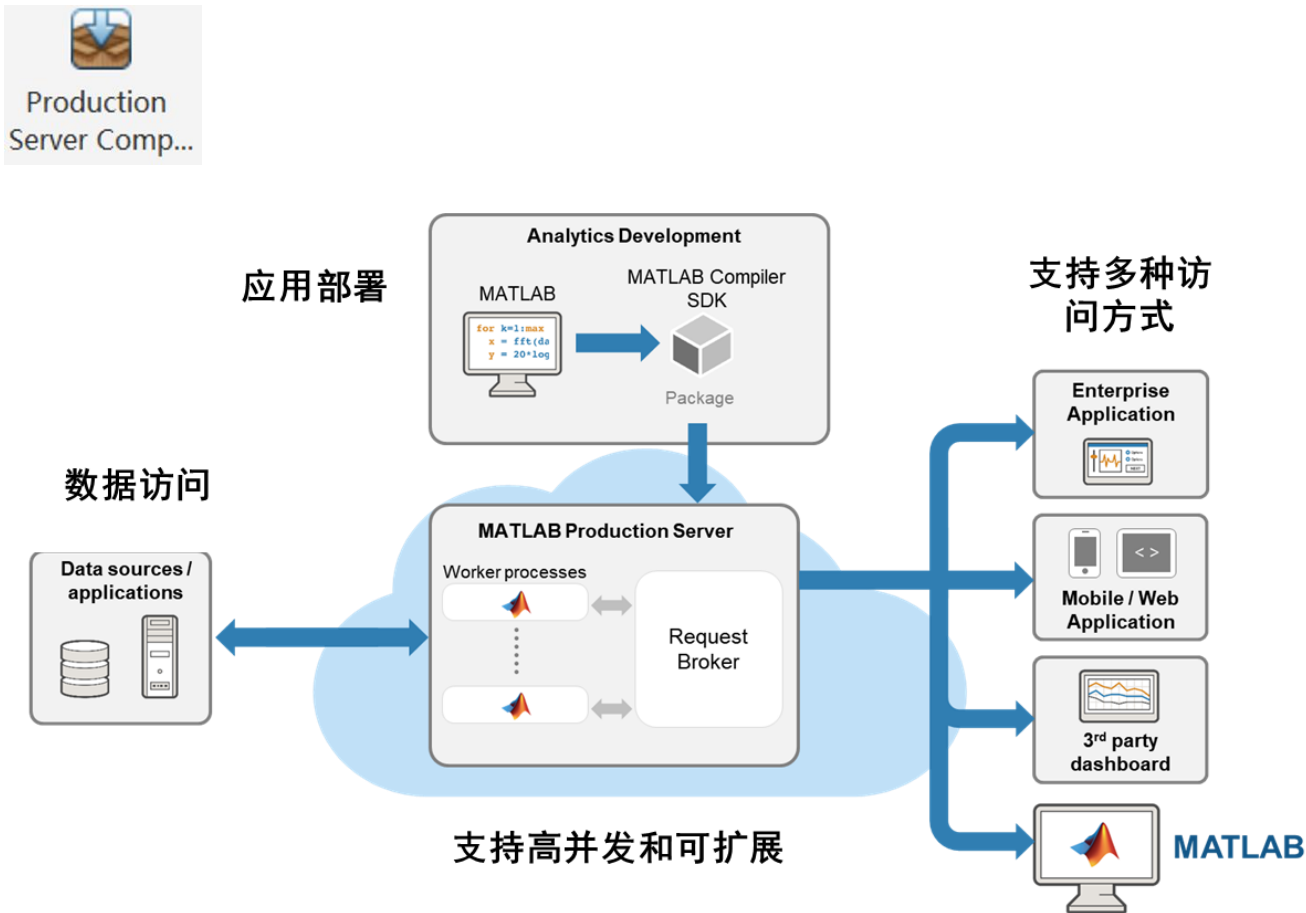 Production
Server Comp...
Analytics Development
应用部署
MATLAB
MATLAB Compiler
SDK
for k=1:max
x = fft(da
y = 20*log
Package
支持多种访
问方式
Enterprise
Application
数据访问
Data sources /
applications
MATLAB Production Server
Worker processes
Request
Broker
< >
Mobile / Web
Application
3rd party
dashboard
MATLAB
支持高并发和可扩展